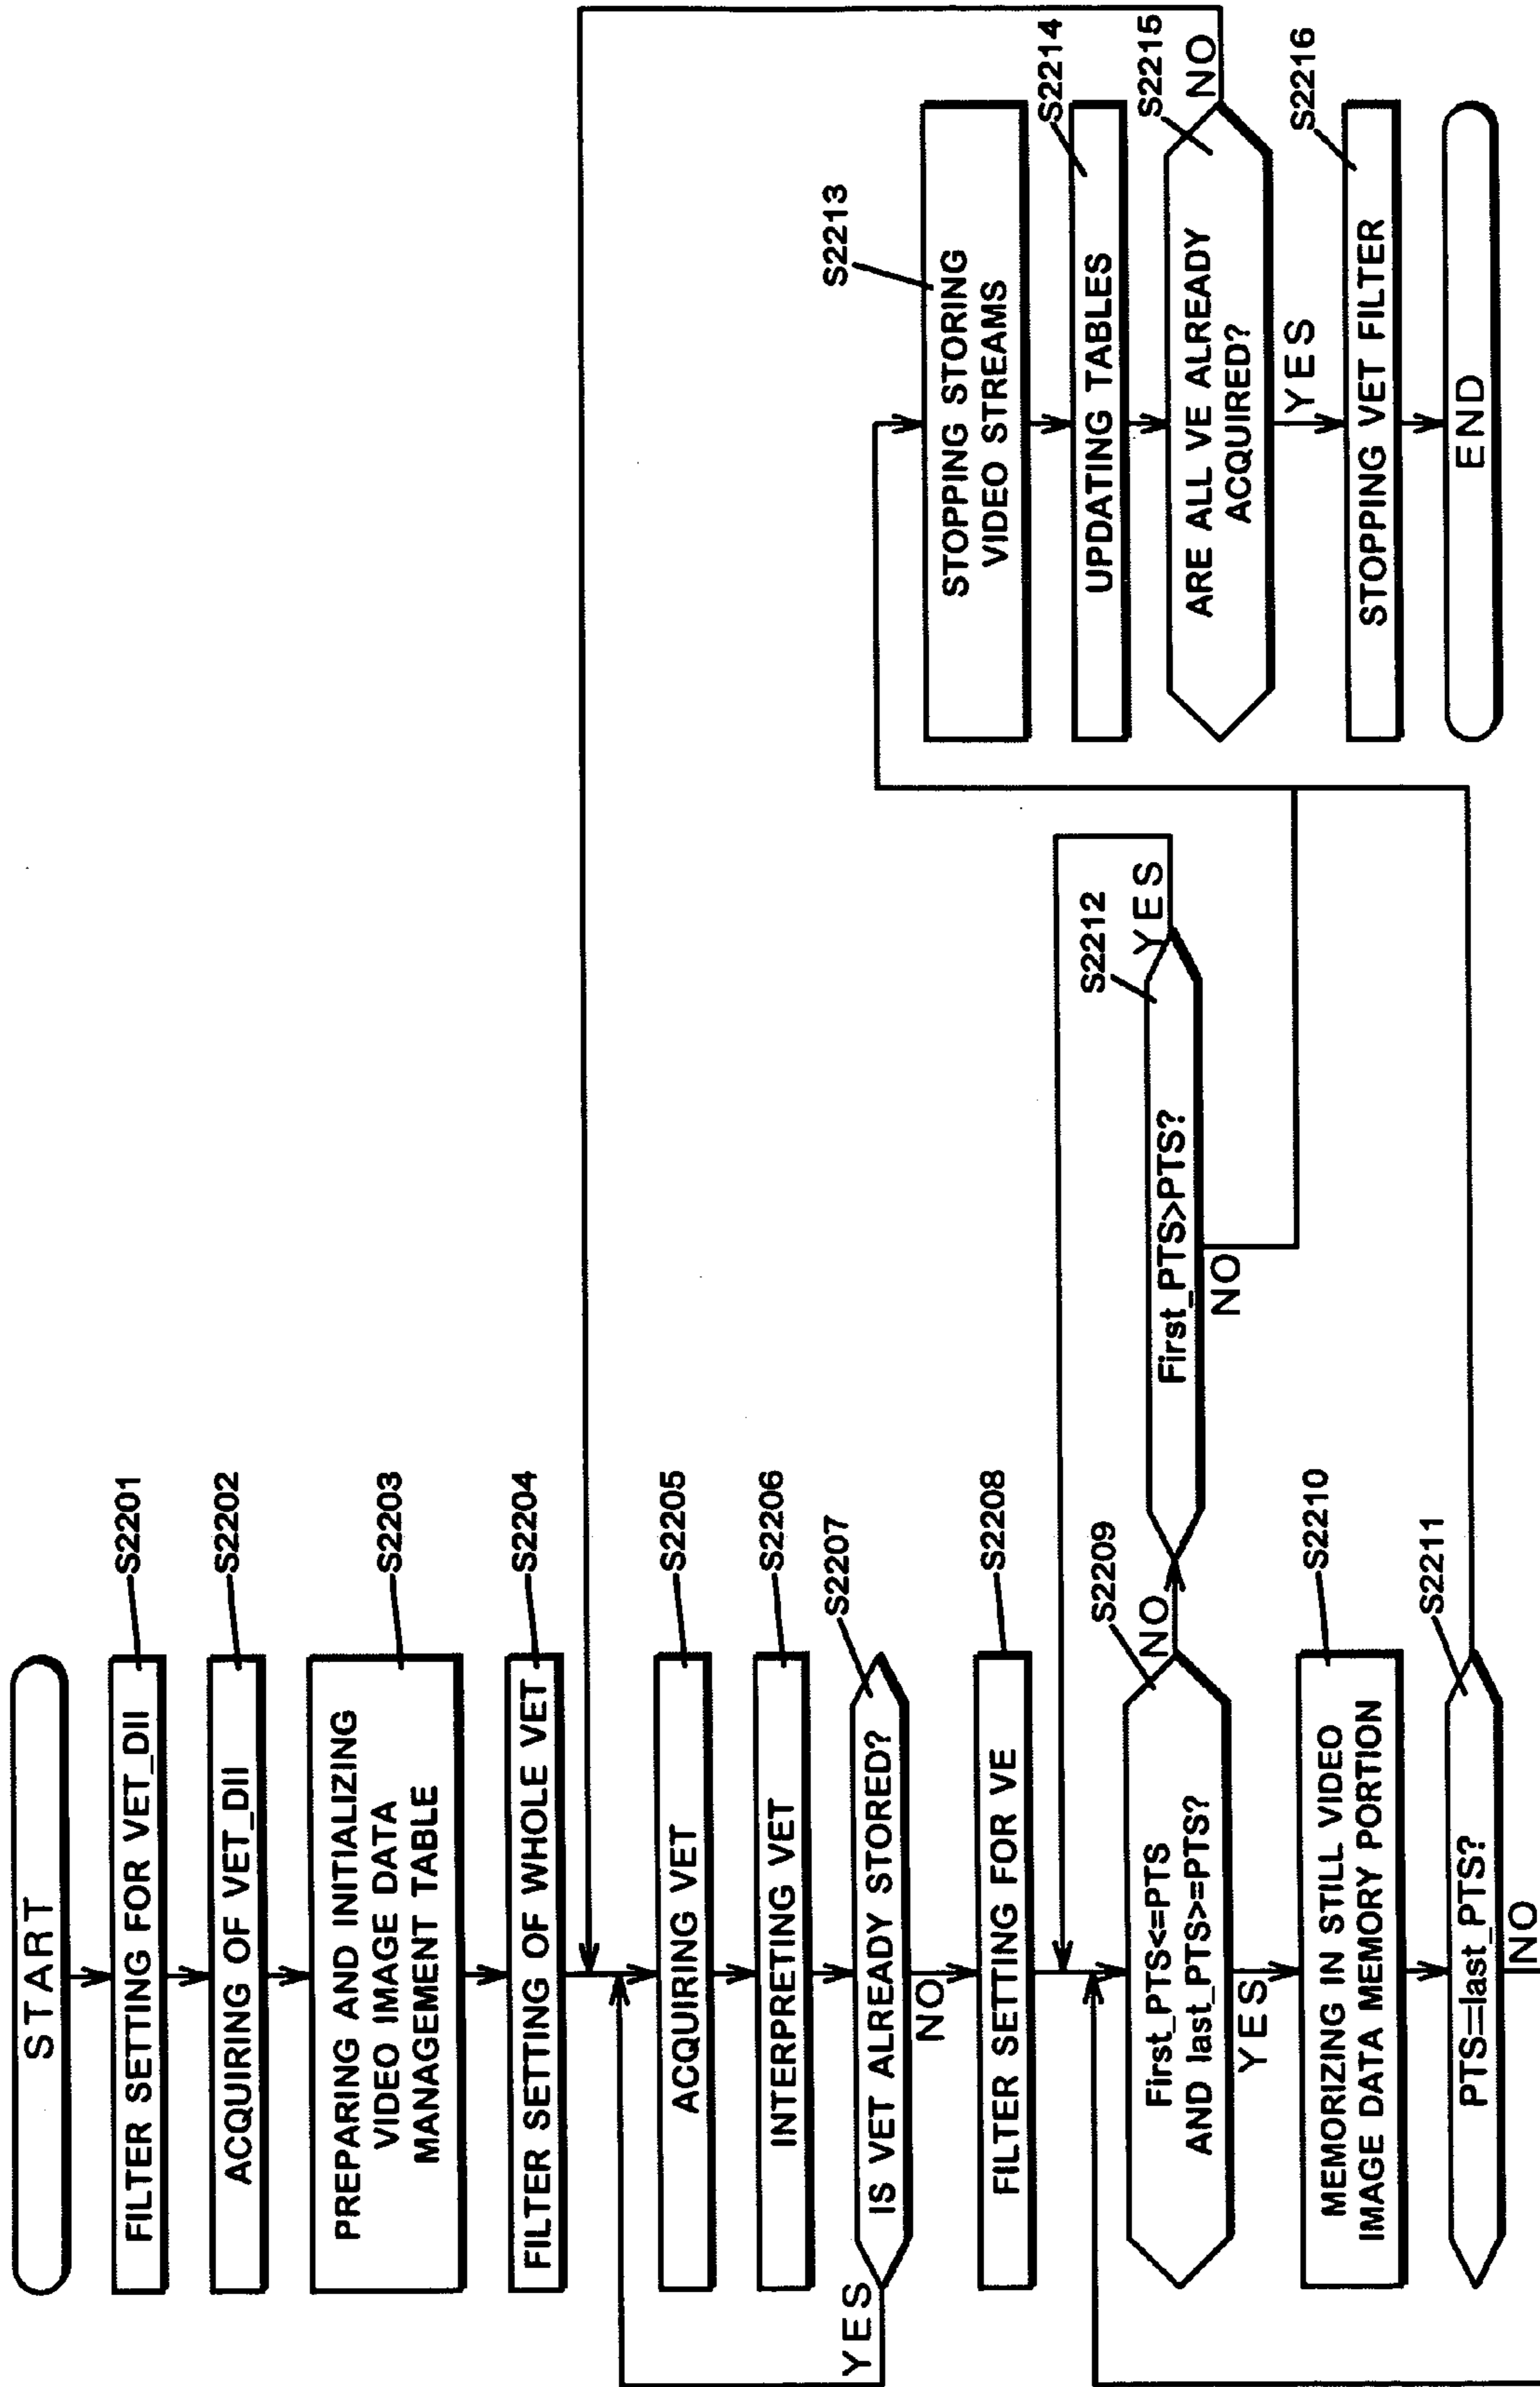 START
FILTER SETTING FOR VET_DII
S2201
ACQUIRING OF VET_DII
S2202
PREPARING AND INITIALIZING
VIDEO IMAGE DATA
MANAGEMENT TABLE
S2203
FILTER SETTING OF WHOLE VET
S2204
ACQUIRING VET
S2205
INTERPRETING VET
S2206
IS VET ALREADY STORED?
S2207
YES
NO
FILTER SETTING FOR VE
S2208
First_PTS<=PTS
AND last_PTS>=PTS?
S2209
NO
YES
First_PTS>PTS?
S2212
YES
NO
MEMORIZING IN STILL VIDEO
IMAGE DATA MEMORY PORTION
S2210
PTS==last_PTS?
S2211
NO
STOPPING STORING
VIDEO STREAMS
S2213
UPDATING TABLES
S2214
ARE ALL VE ALREADY
ACQUIRED?
S2215
NO
YES
STOPPING VET FILTER
S2216
END